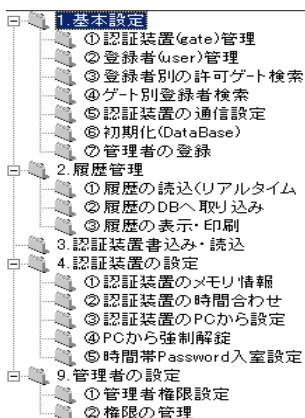 1.基本設定
①認証装置(gate)管理
②登録者(user)管理
③登録者別の許可ゲート検索
④ゲート別登録者検索
⑤認証装置の通信設定
⑥初期化(DataBase)
⑦管理者の登録
2.履歴管理
①履歴の読込(リアルタイム
②履歴のDBへ取り込み
③履歴の表示・印刷
3.認証装置書込み・読込
4.認証装置の設定
①認証装置のメモリ情報
②認証装置の時間合わせ
③認証装置のPCから設定
④PCから強制解錠
⑤時間帯Password入室設定
9.管理者の設定
①管理者権限設定
②権限の管理